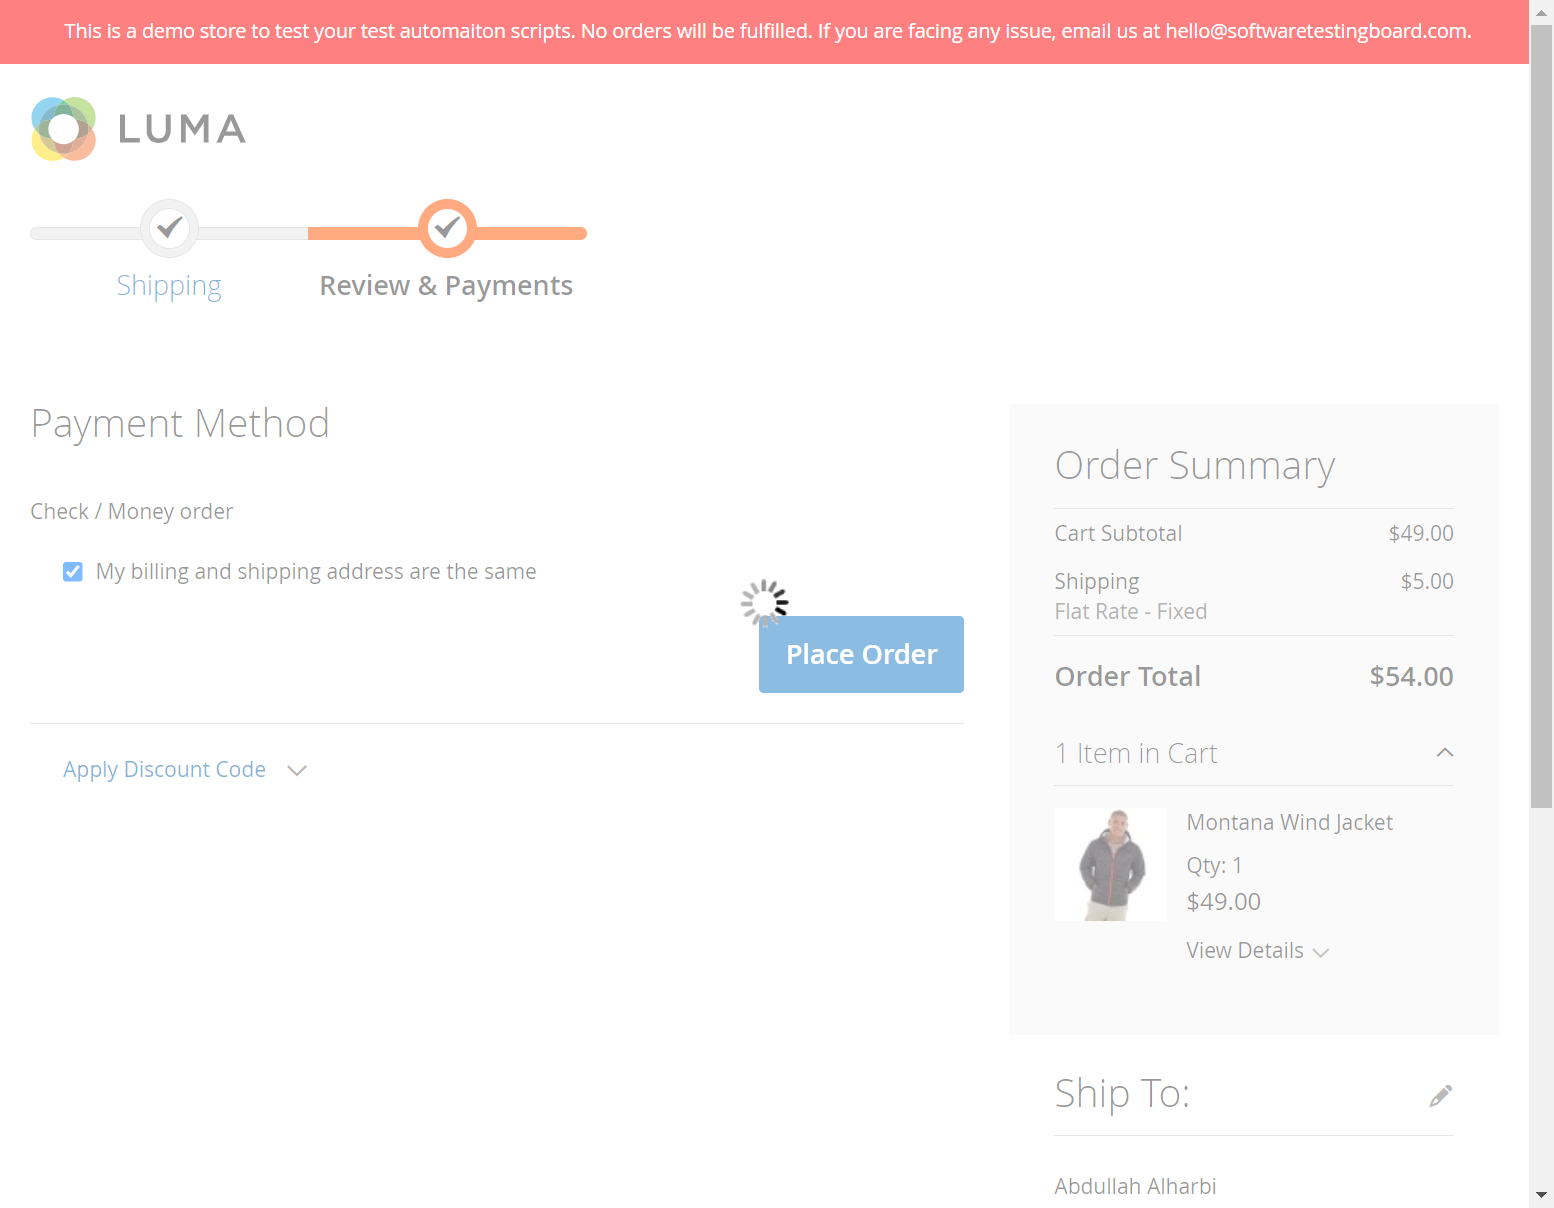 This is a demo store to test your test automaiton scripts. No orders will be fulfilled. If you are facing any issue, email us at hello@softwaretestingboard.com.
LUMA
Shipping
Review & Payments
Payment Method
Check / Money order
My billing and shipping address are the same
Place Order
Apply Discount Code
Order Summary
Cart Subtotal $49.00
Shipping $5.00
Flat Rate - Fixed
Order Total $54.00
1 Item in Cart
Montana Wind Jacket
Qty: 1
$49.00
View Details
Ship To:
Abdullah Alharbi